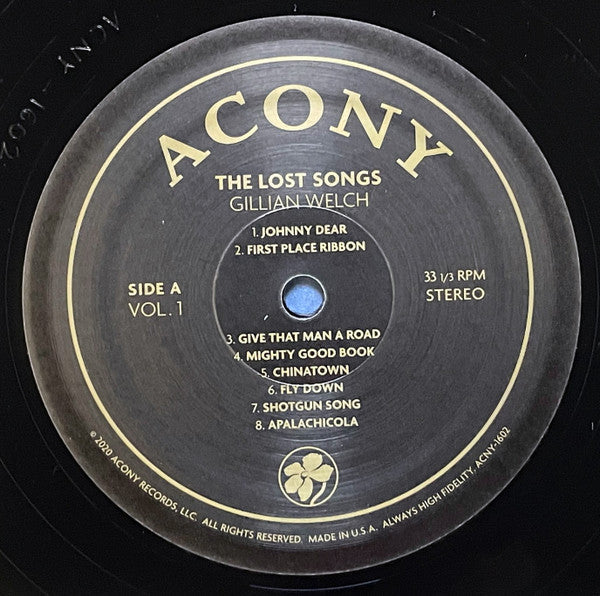 ACNY-1602
ACONY
THE LOST SONGS
GILLIAN WELCH
1. JOHNNY DEAR
2. FIRST PLACE RIBBON
SIDE A
VOL. 1
33 1/3 RPM
STEREO
3. GIVE THAT MAN A ROAD
4. MIGHTY GOOD BOOK
5. CHINATOWN
6. FLY DOWN
7. SHOTGUN SONG
8. APALACHICOLA
© 2020 ACONY RECORDS, LLC. ALL RIGHTS RESERVED. MADE IN U.S.A. ALWAYS HIGH FIDELITY, ACNY-1602